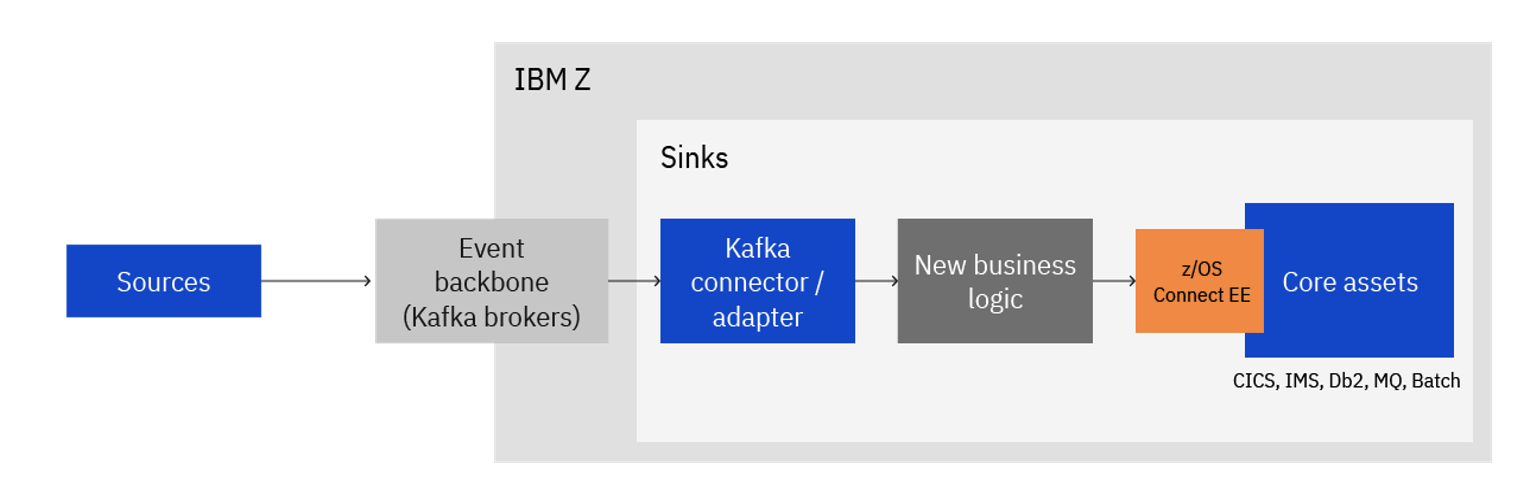 IBM Z
Sinks
Sources
Event
backbone
(Kafka brokers)
Kafka
connector /
adapter
New business
logic
z/OS
Connect EE
Core assets
CICS, IMS, Db2, MQ, Batch